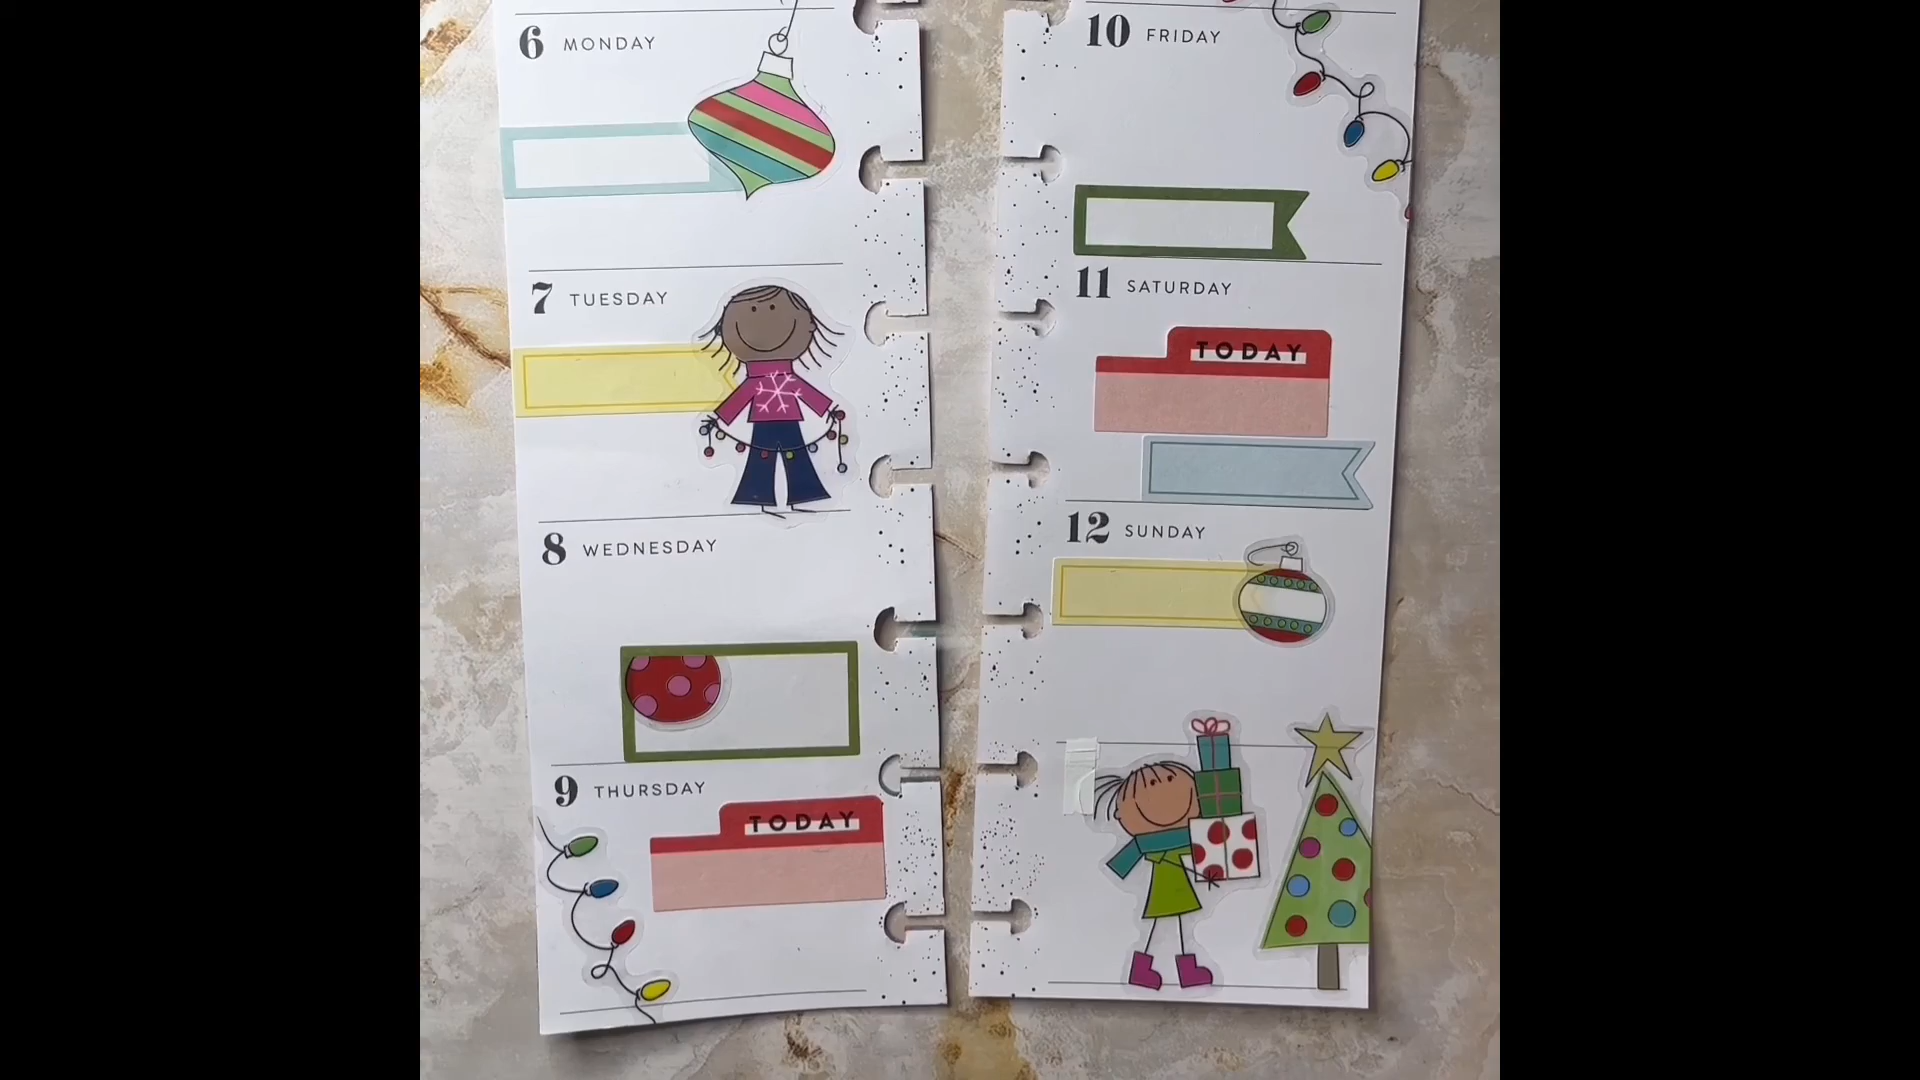 6 MONDAY
7 TUESDAY
8 WEDNESDAY
9 THURSDAY
TODAY
10 FRIDAY
11 SATURDAY
TODAY
12 SUNDAY